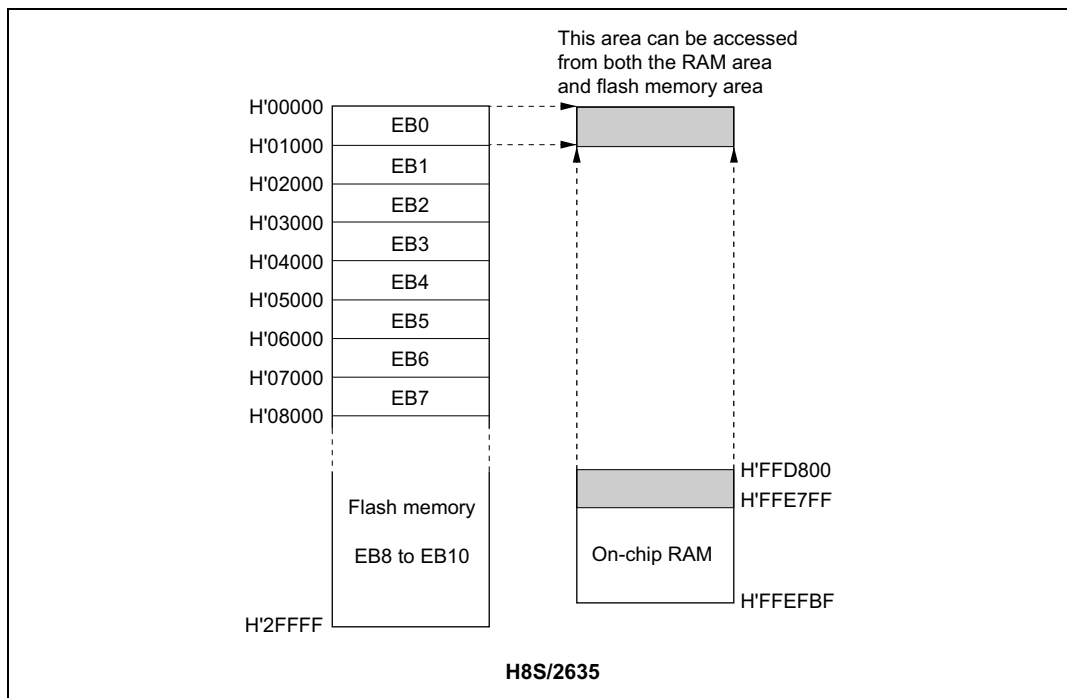 This area can be accessed
from both the RAM area
and flash memory area
H'00000
EB0
H'01000
EB1
H'02000
EB2
H'03000
EB3
H'04000
EB4
H'05000
EB5
H'06000
EB6
H'07000
EB7
H'08000
H'FFD800
H'FFE7FF
Flash memory
EB8 to EB10
On-chip RAM
H'FFEFBF
H'2FFFF
H8S/2635